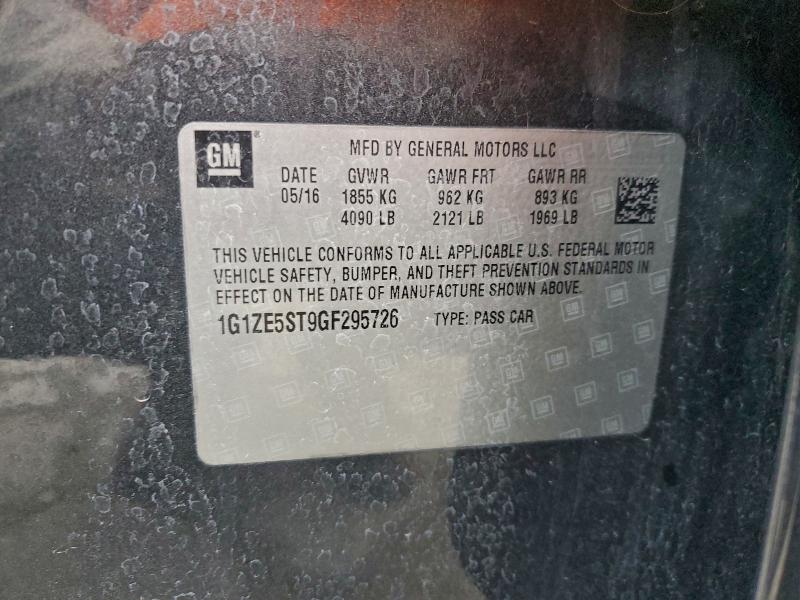 GM
MFD BY GENERAL MOTORS LLC
DATE GVWR GAWR FRT GAWR RR
05/16 1855 KG 962 KG 893 KG
4090 LB 2121 LB 1969 LB
THIS VEHICLE CONFORMS TO ALL APPLICABLE U.S. FEDERAL MOTOR
VEHICLE SAFETY, BUMPER, AND THEFT PREVENTION STANDARDS IN
EFFECT ON THE DATE OF MANUFACTURE SHOWN ABOVE.
1G1ZE5ST9GF295726 TYPE: PASS CAR